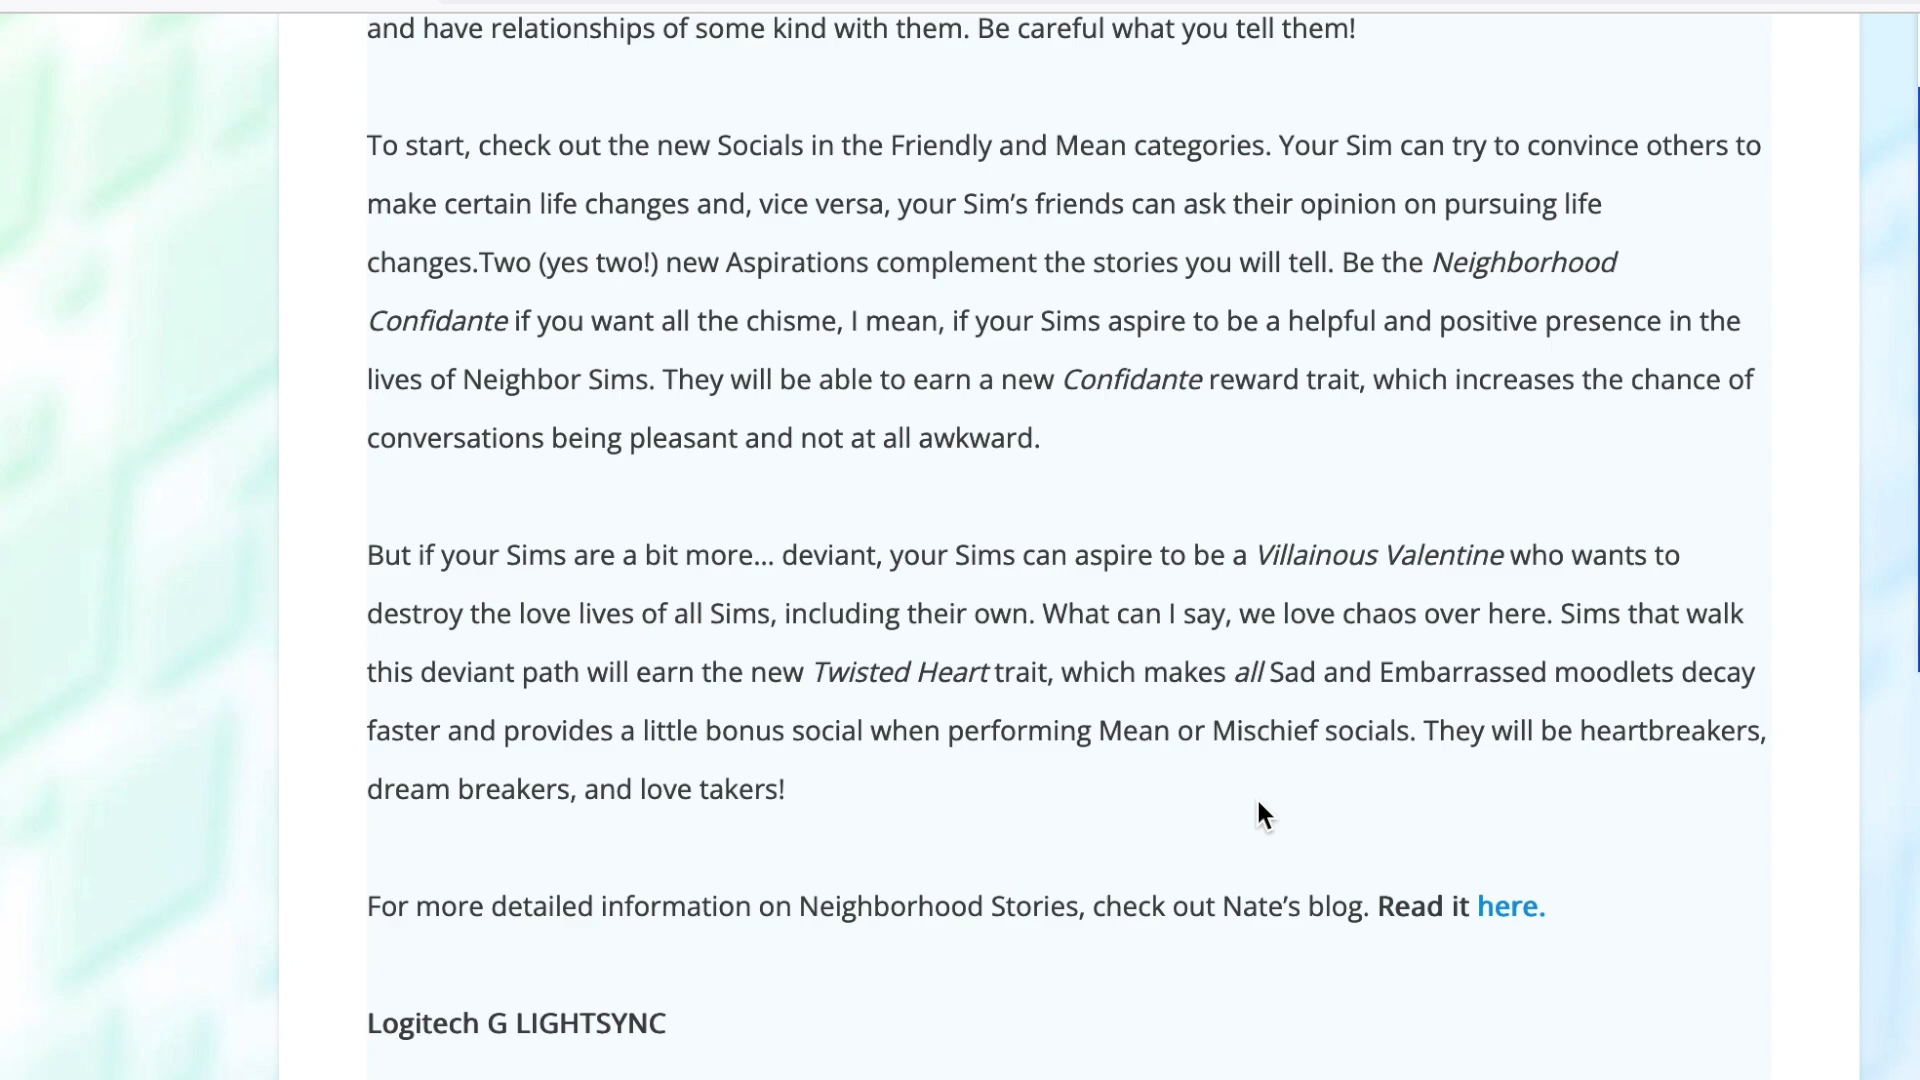 and have relationships of some kind with them. Be careful what you tell them!
To start, check out the new Socials in the Friendly and Mean categories. Your Sim can try to convince others to
make certain life changes and, vice versa, your Sim’s friends can ask their opinion on pursuing life
changes.Two (yes two!) new Aspirations complement the stories you will tell. Be the Neighborhood
Confidante if you want all the chisme, I mean, if your Sims aspire to be a helpful and positive presence in the
lives of Neighbor Sims. They will be able to earn a new Confidante reward trait, which increases the chance of
conversations being pleasant and not at all awkward.
But if your Sims are a bit more... deviant, your Sims can aspire to be a Villainous Valentine who wants to
destroy the love lives of all Sims, including their own. What can I say, we love chaos over here. Sims that walk
this deviant path will earn the new Twisted Heart trait, which makes all Sad and Embarrassed moodlets decay
faster and provides a little bonus social when performing Mean or Mischief socials. They will be heartbreakers,
dream breakers, and love takers!
For more detailed information on Neighborhood Stories, check out Nate’s blog. Read it here.
Logitech G LIGHTSYNC